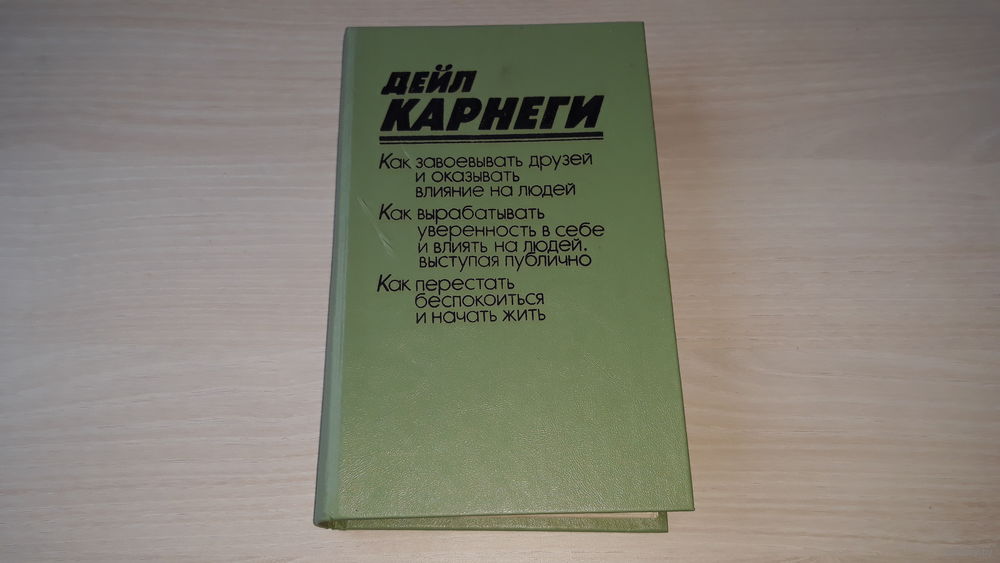 ДЕЙЛ
КАРНЕГИ
Как завоевывать друзей
и оказывать
влияние на людей
Как вырабатывать
уверенность в себе
и влиять на людей.
выступая публично
Как перестать
беспокоиться
и начать жить